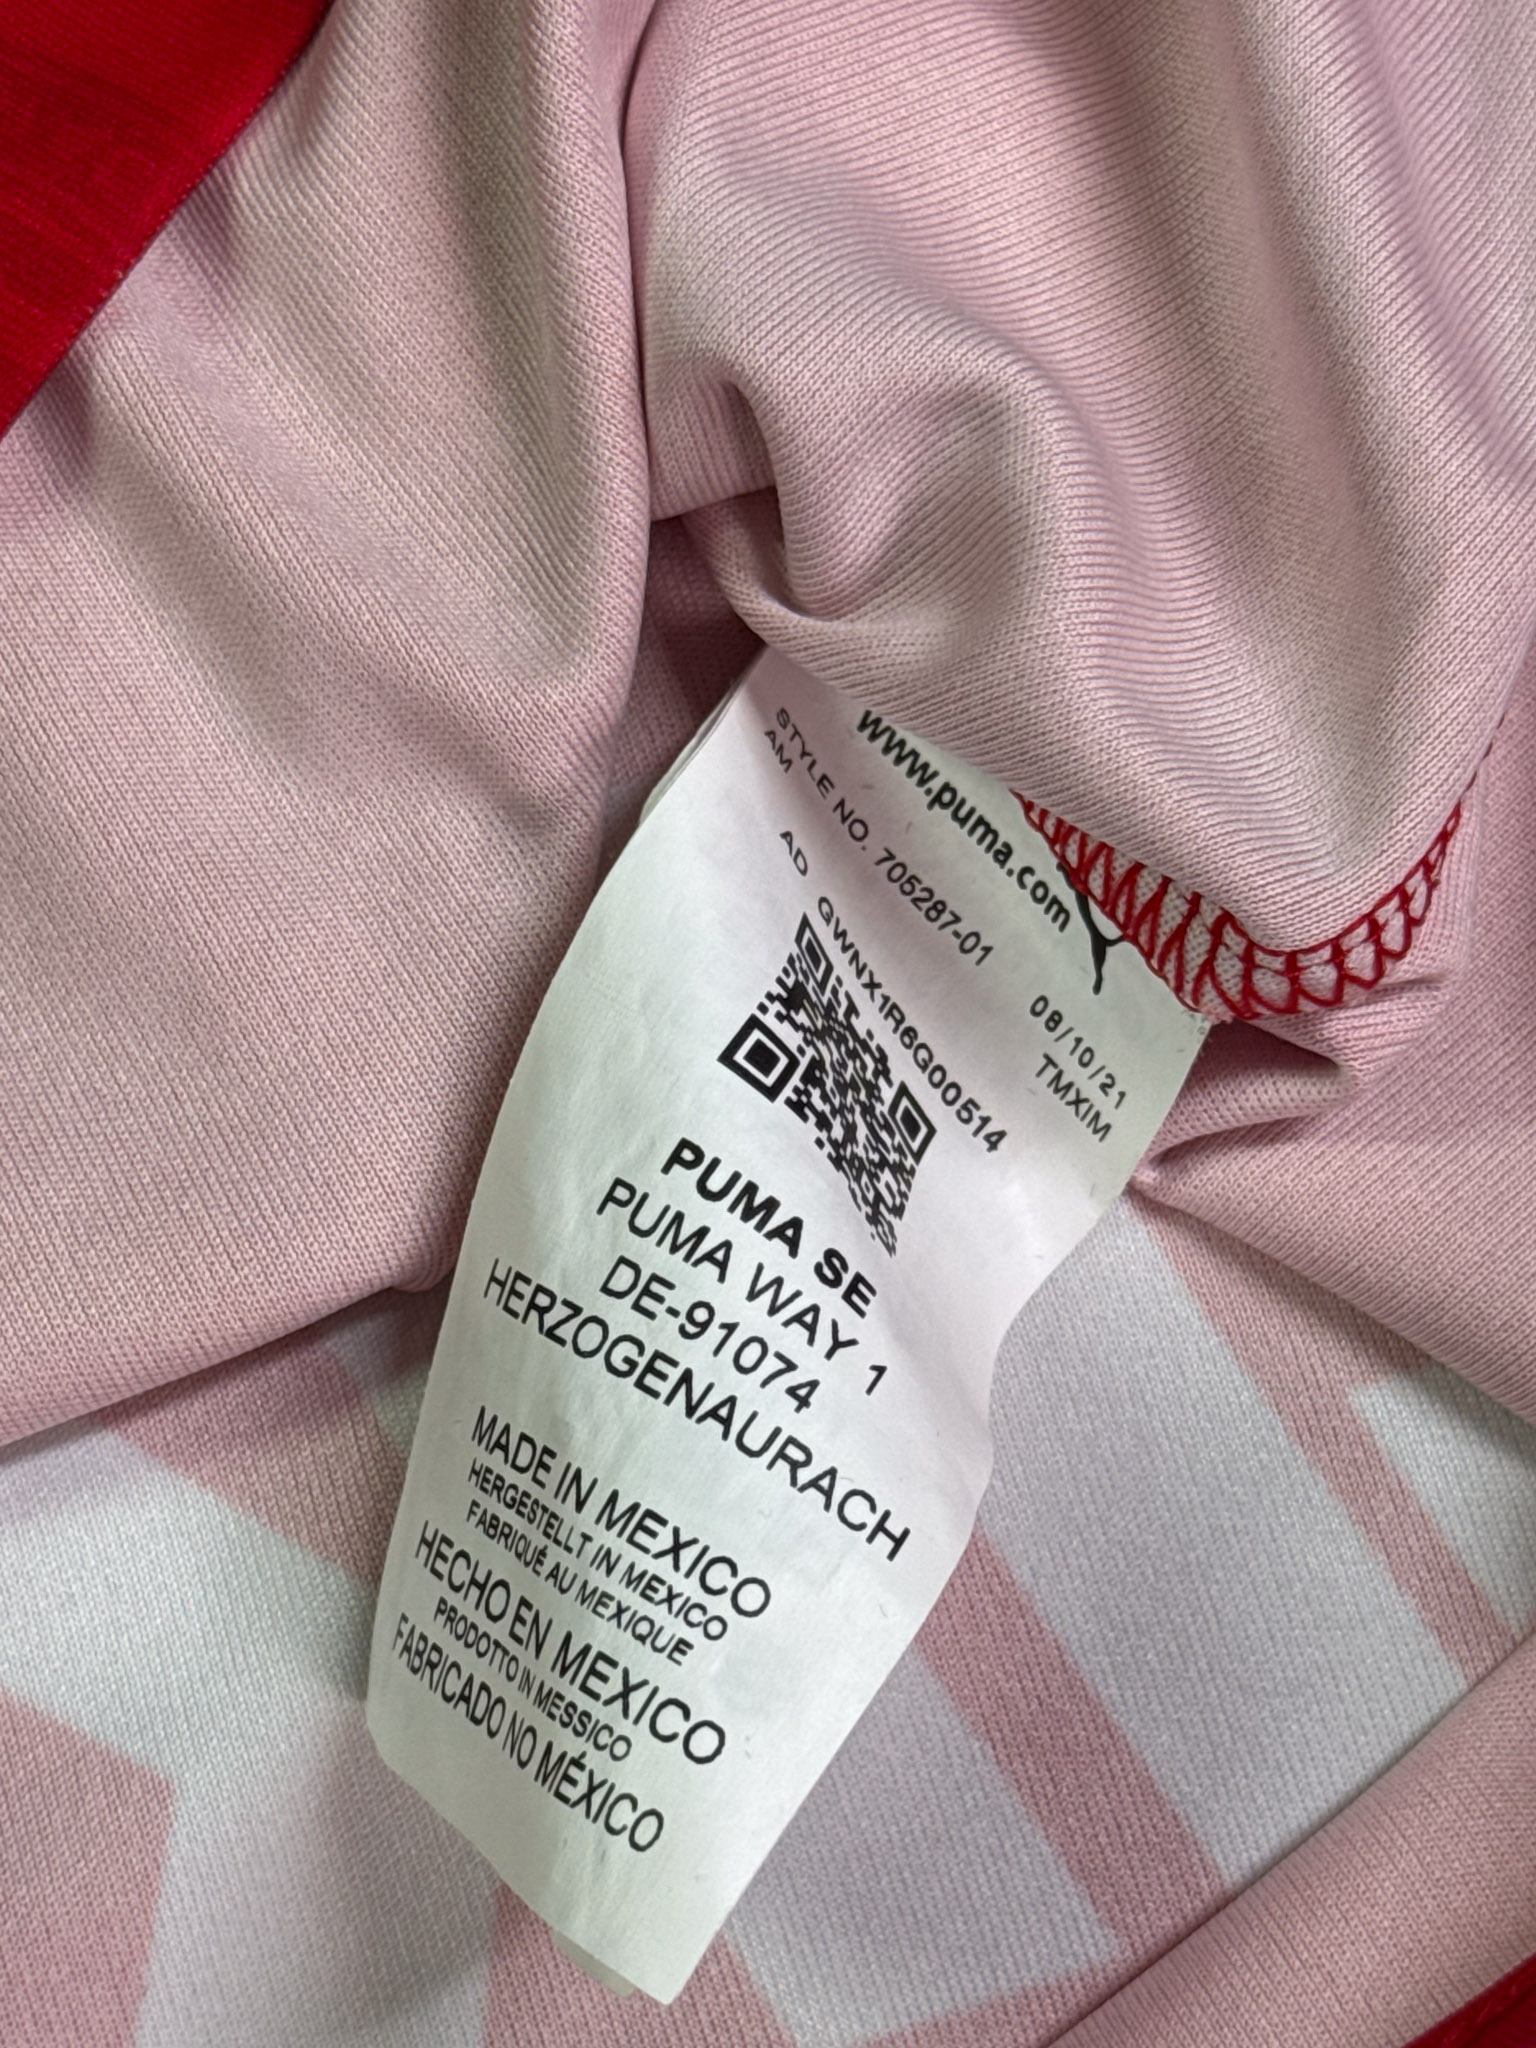 www.puma.com
STYLE NO. 705287-01
AM
08/10/21
TMXIM
AD QWNX1R6G00514
PUMA SE
PUMA WAY 1
DE-91074
HERZOGENAURACH
MADE IN MEXICO
HERGESTELLT IN MEXICO
FABRIQUÉ AU MEXIQUE
HECHO EN MEXICO
PRODOTTO IN MESSICO
FABRICADO NO MÉXICO